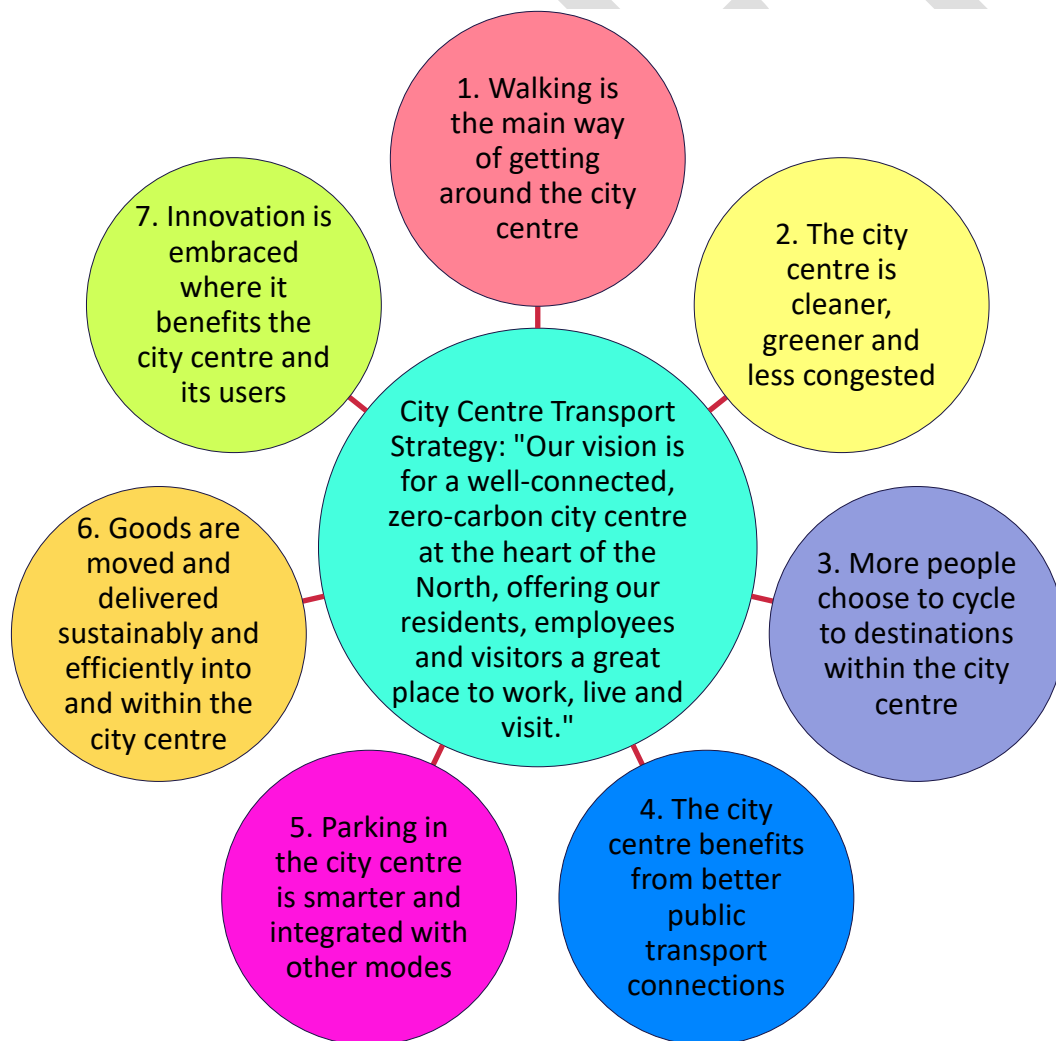 1. Walking is
the main way
of getting
around the city
centre
2. The city
centre is
cleaner,
greener and
less congested
3. More people
choose to cycle
to destinations
within the city
centre
4. The city
centre benefits
from better
public
transport
connections
5. Parking in
the city centre
is smarter and
integrated with
other modes
6. Goods are
moved and
delivered
sustainably and
efficiently into
and within the
city centre
7. Innovation is
embraced
where it
benefits the
city centre and
its users
City Centre Transport
Strategy: "Our vision is
for a well-connected,
zero-carbon city centre
at the heart of the
North, offering our
residents, employees
and visitors a great
place to work, live and
visit."